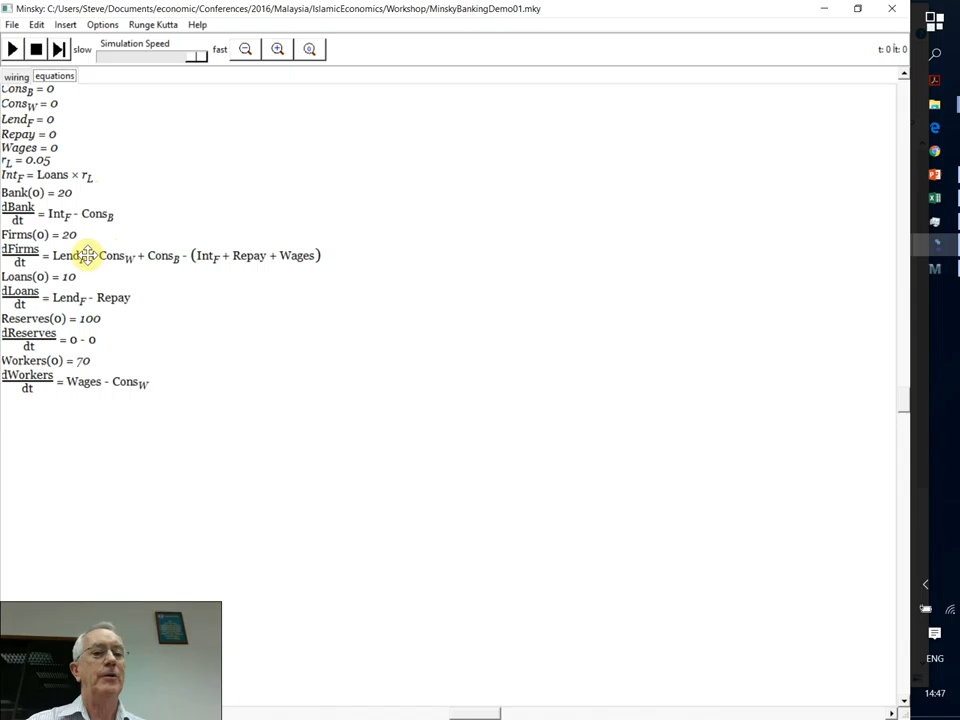 Minsky: C:/Users/Steve/Documents/economic/Conferences/2016/Malaysia/IslamicEconomics/Workshop/MinskyBankingDemo01.mky
File Edit Insert Options Runge Kutta Help
slow Simulation Speed fast t: 0 Δt: 0
wiring equations
Cons_B = 0
Cons_W = 0
Lend_F = 0
Repay = 0
Wages = 0
r_L = 0.05
Int_F = Loans × r_L
Bank(0) = 20
dBank/dt = Int_F - Cons_B
Firms(0) = 20
dFirms/dt = Lend_F Cons_W + Cons_B - (Int_F + Repay + Wages)
Loans(0) = 10
dLoans/dt = Lend_F - Repay
Reserves(0) = 100
dReserves/dt = 0 - 0
Workers(0) = 70
dWorkers/dt = Wages - Cons_W
ENG
14:47